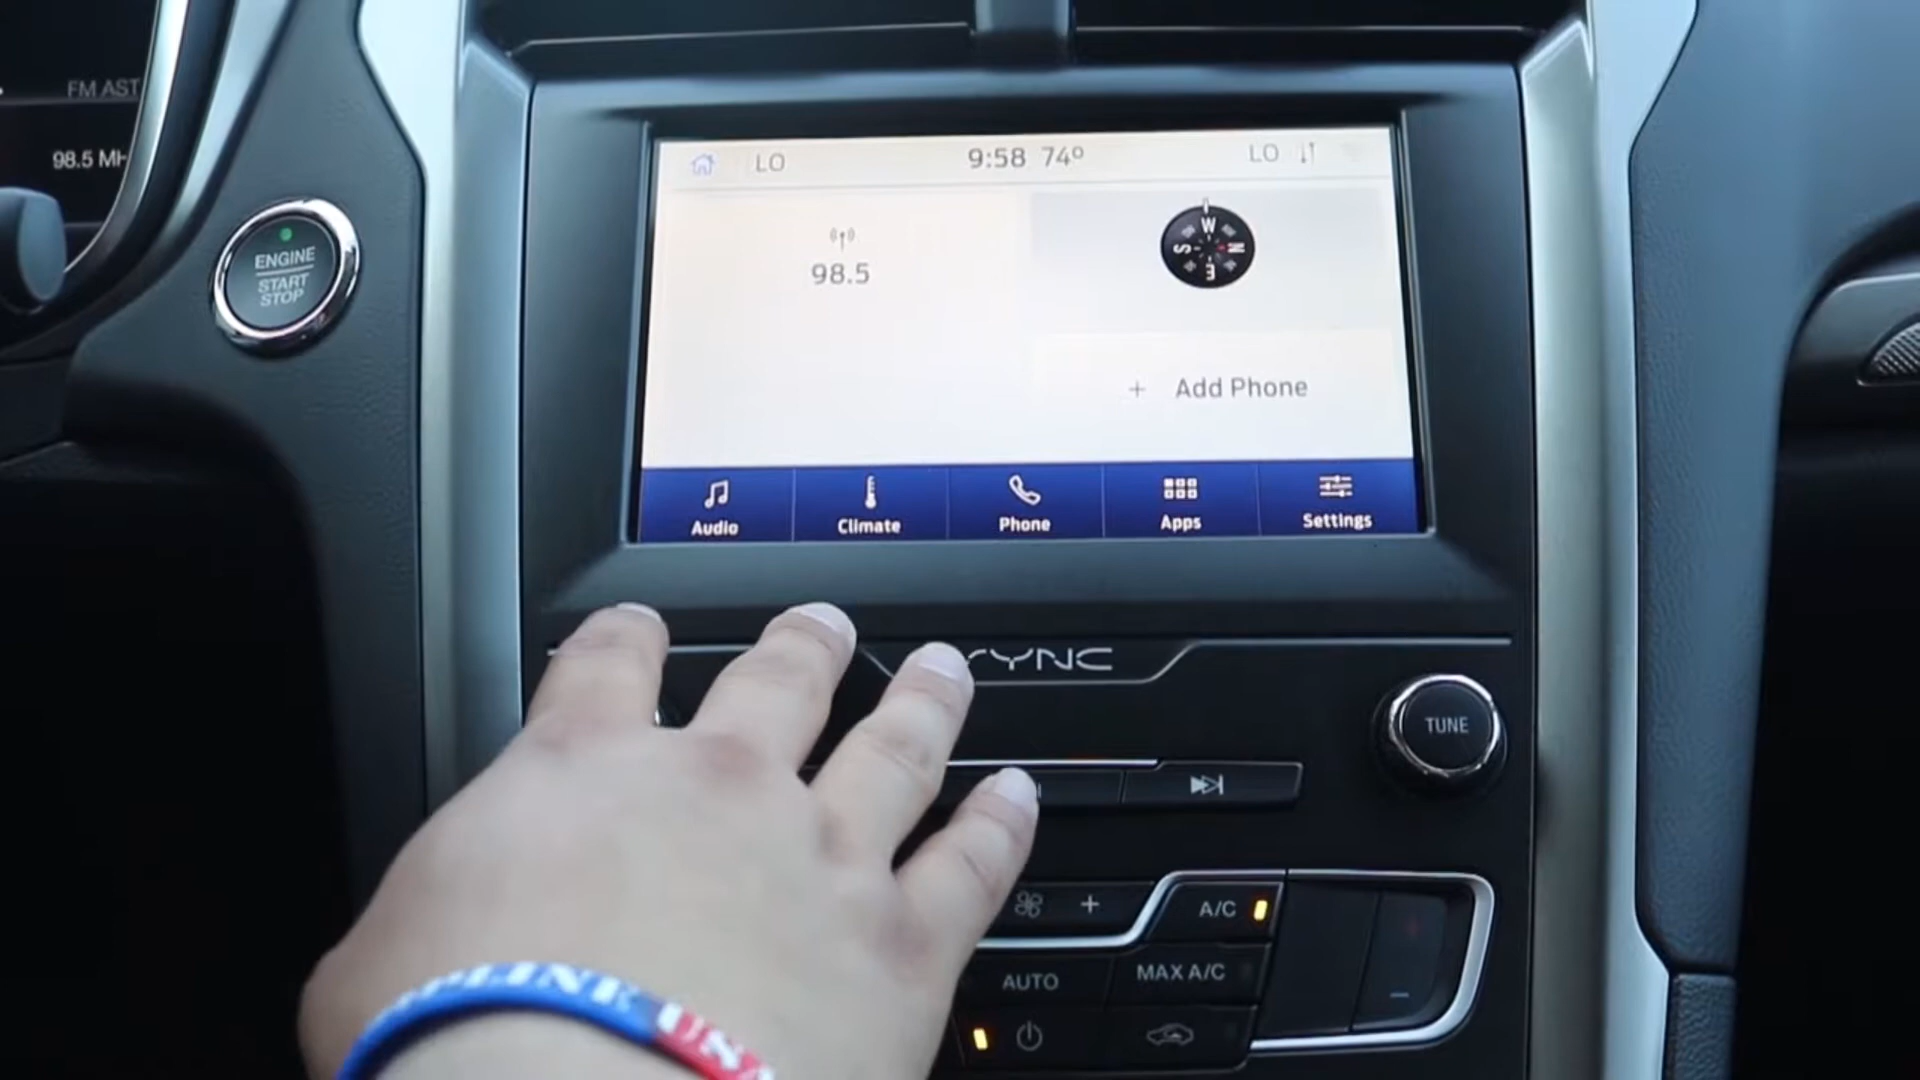 FM AST
98.5 MH
ENGINE
START
STOP
LO 9:58 74° LO
98.5
W
S N
E
+ Add Phone
Audio Climate Phone Apps Settings
SYNC
TUNE
+ A/C
AUTO MAX A/C